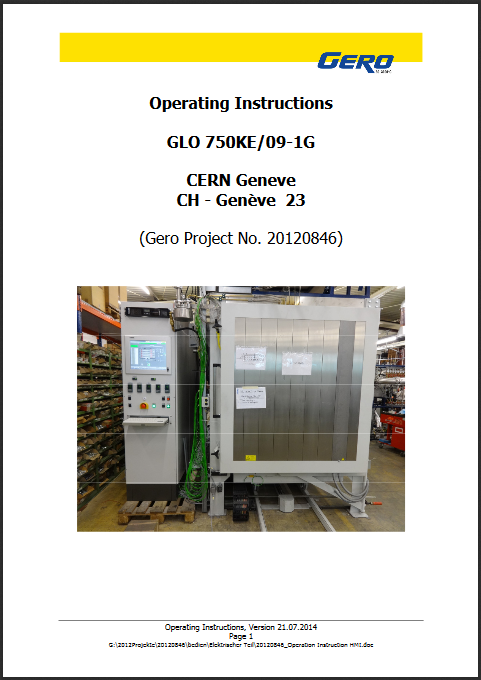 GERO
Operating Instructions
GLO 750KE/09-1G
CERN Geneve
CH - Genève 23
(Gero Project No. 20120846)
Operating Instructions, Version 21.07.2014
Page 1
G:\2012Projekte\20120846\bedien\Elektrischer Teil\20120846_Operation Instruction HMI.doc